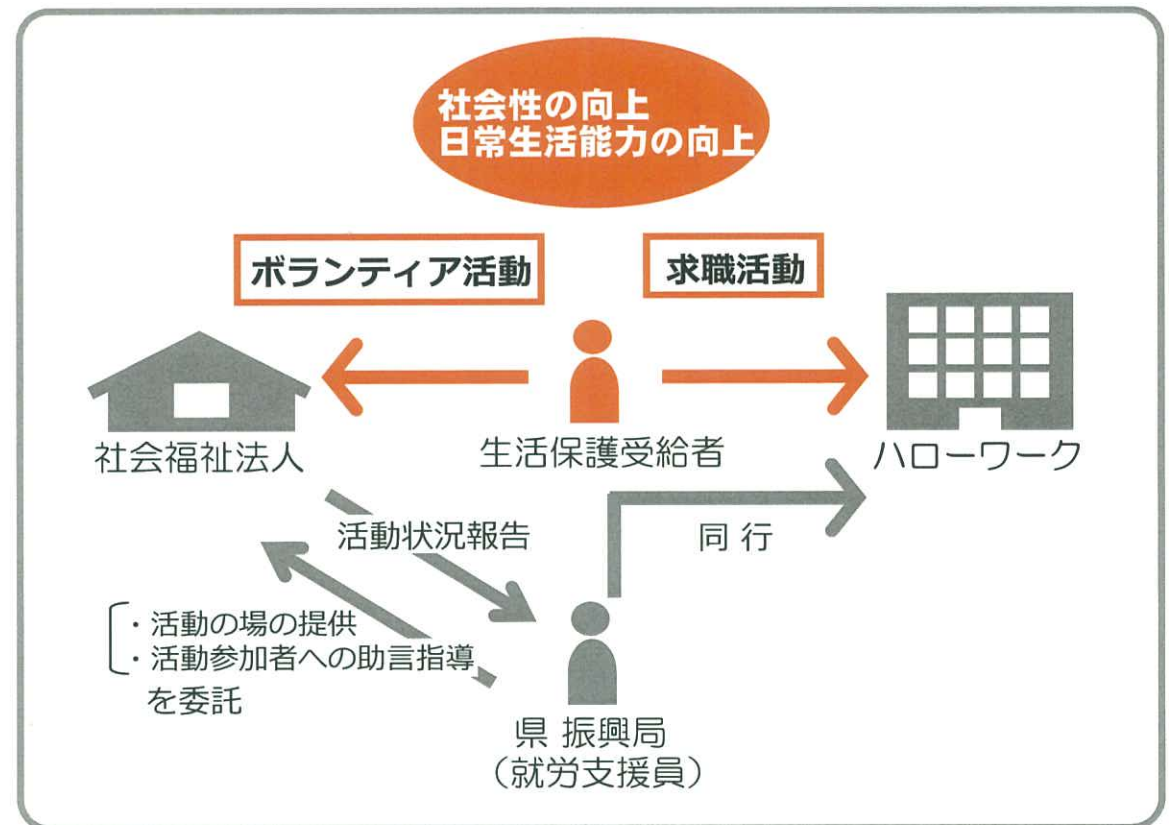 社会性の向上
日常生活能力の向上
ボランティア活動
求職活動
社会福祉法人
生活保護受給者
ハローワーク
活動状況報告
同 行
・活動の場の提供
・活動参加者への助言指導
を委託
県 振興局
（就労支援員）